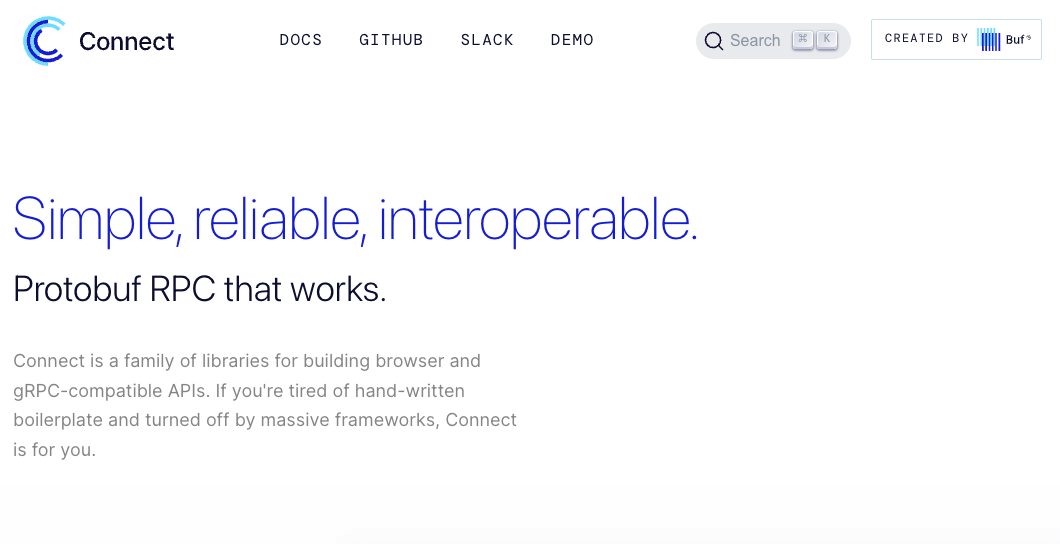 Connect
DOCS GITHUB SLACK DEMO
Search ⌘ K
CREATED BY Buf
Simple, reliable, interoperable.
Protobuf RPC that works.
Connect is a family of libraries for building browser and
gRPC-compatible APIs. If you're tired of hand-written
boilerplate and turned off by massive frameworks, Connect
is for you.